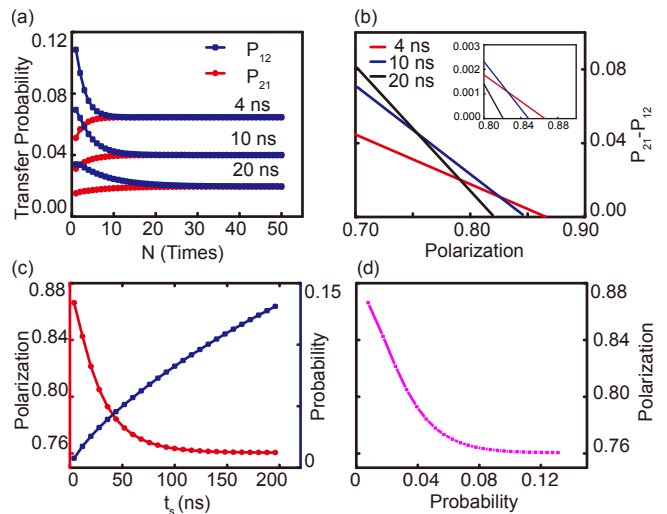 (a)
0.12
0.08
0.04
0.00
Transfer Probability
P12
P21
4 ns
10 ns
20 ns
0 10 20 30 40 50
N (Times)
(b)
4 ns
10 ns
20 ns
0.003
0.002
0.001
0.000
0.80 0.84 0.88
0.08
0.04
0.00
P21-P12
0.70 0.80 0.90
Polarization
(c)
0.88
0.84
0.80
0.76
Polarization
0.15
0
Probability
0 50 100 150 200
ts (ns)
(d)
0.88
0.84
0.80
0.76
Polarization
0 0.04 0.08 0.12
Probability